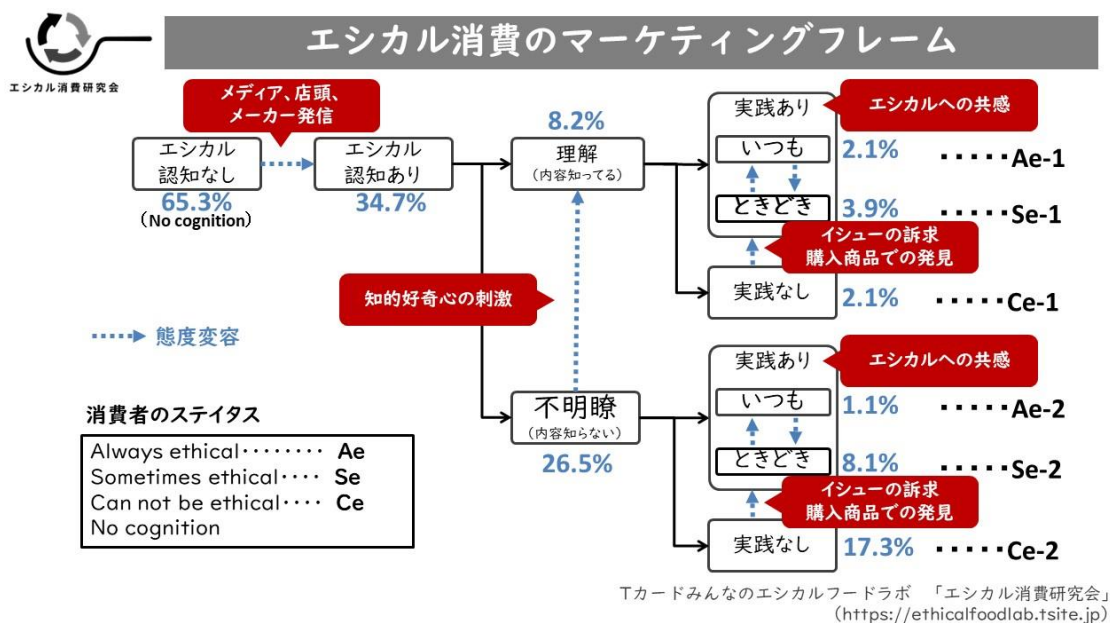 エシカル消費のマーケティングフレーム
エシカル消費研究会
メディア、店頭、
メーカー発信
エシカル
認知なし
65.3%
(No cognition)
エシカル
認知あり
34.7%
8.2%
理解
(内容知ってる)
実践あり
エシカルへの共感
いつも
2.1%
‥‥‥Ae-1
ときどき
3.9%
‥‥‥Se-1
イシューの訴求
購入商品での発見
実践なし
2.1%
‥‥‥Ce-1
知的好奇心の刺激
態度変容
不明瞭
(内容知らない)
26.5%
実践あり
エシカルへの共感
いつも
1.1%
‥‥‥Ae-2
ときどき
8.1%
‥‥‥Se-2
イシューの訴求
購入商品での発見
実践なし
17.3%
‥‥‥Ce-2
消費者のステイタス
Always ethical‥‥‥‥ Ae
Sometimes ethical‥‥ Se
Can not be ethical‥‥ Ce
No cognition
Tカードみんなのエシカルフードラボ 「エシカル消費研究会」
(https://ethicalfoodlab.tsite.jp)